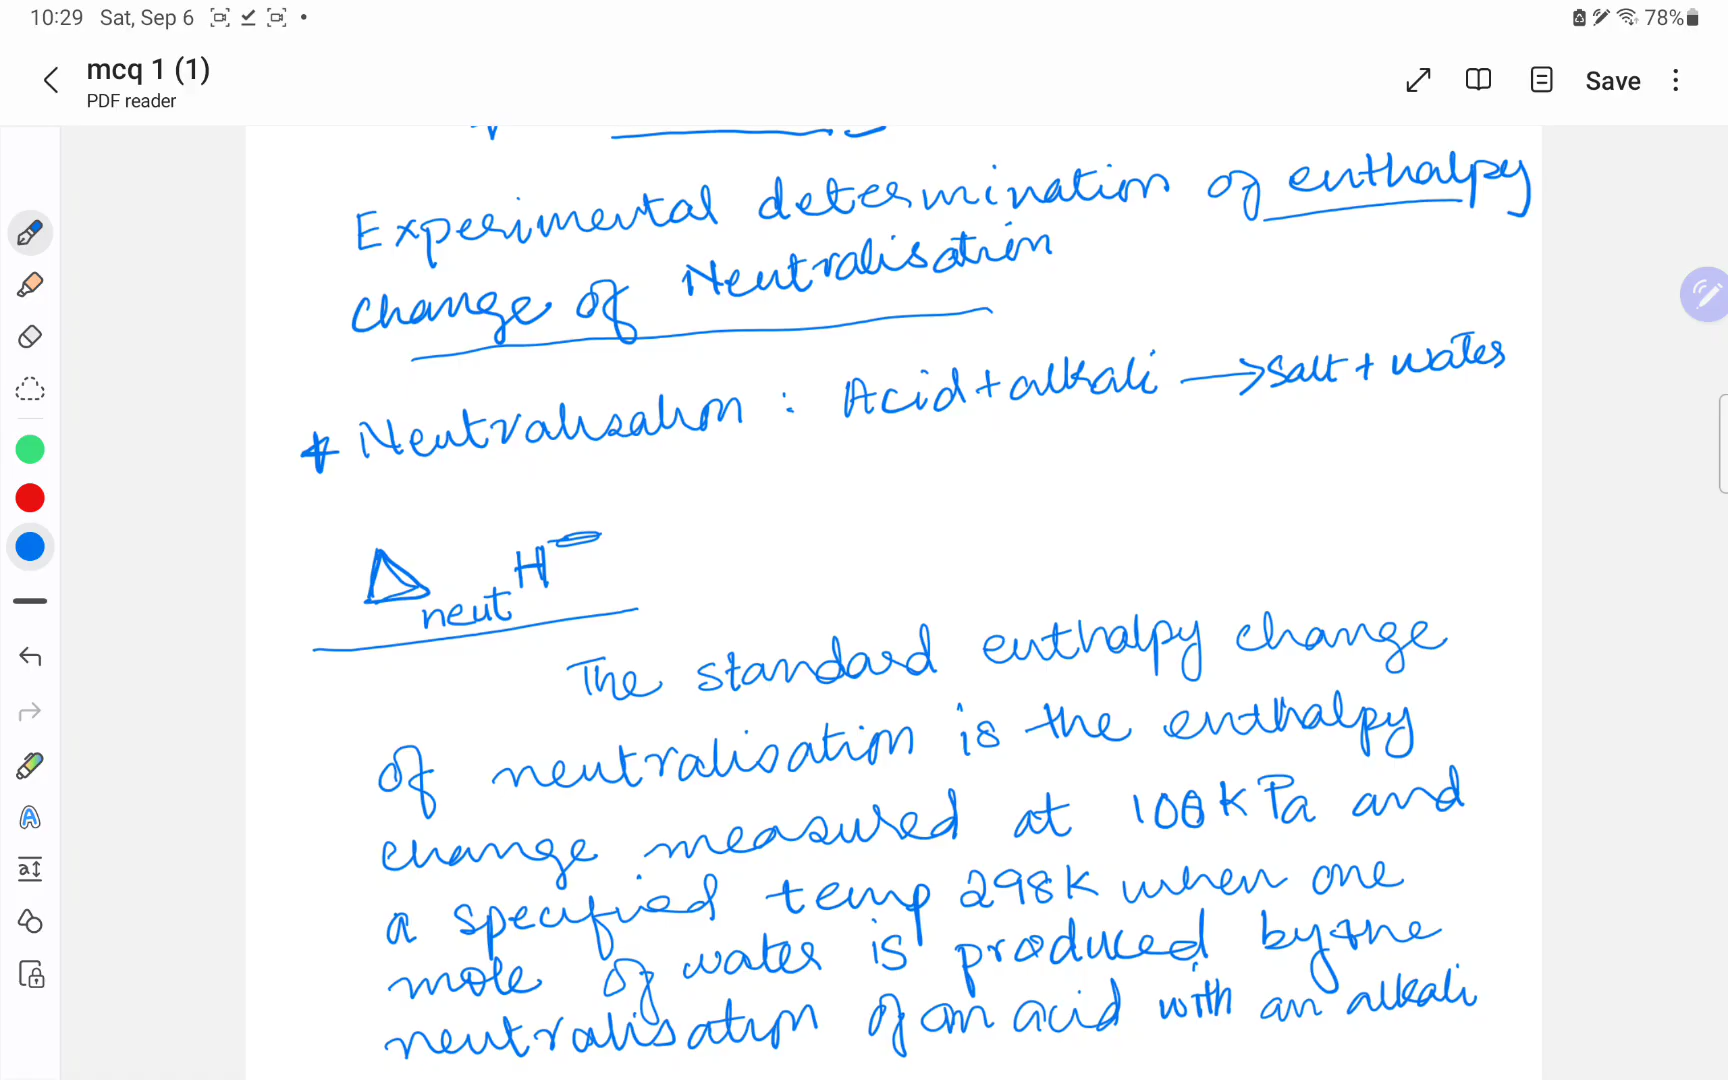 10:29 Sat, Sep 6 78%
mcq 1 (1)
PDF reader
Save
Experimental determination of enthalpy
change of Neutralisation
* Neutralisation : Acid + alkali → Salt + water
Δneut H⦵
The standard enthalpy change
of neutralisation is the enthalpy
change measured at 100 k Pa and
a specified temp 298K when one
mole of water is produced by the
neutralisation of an acid with an alkali